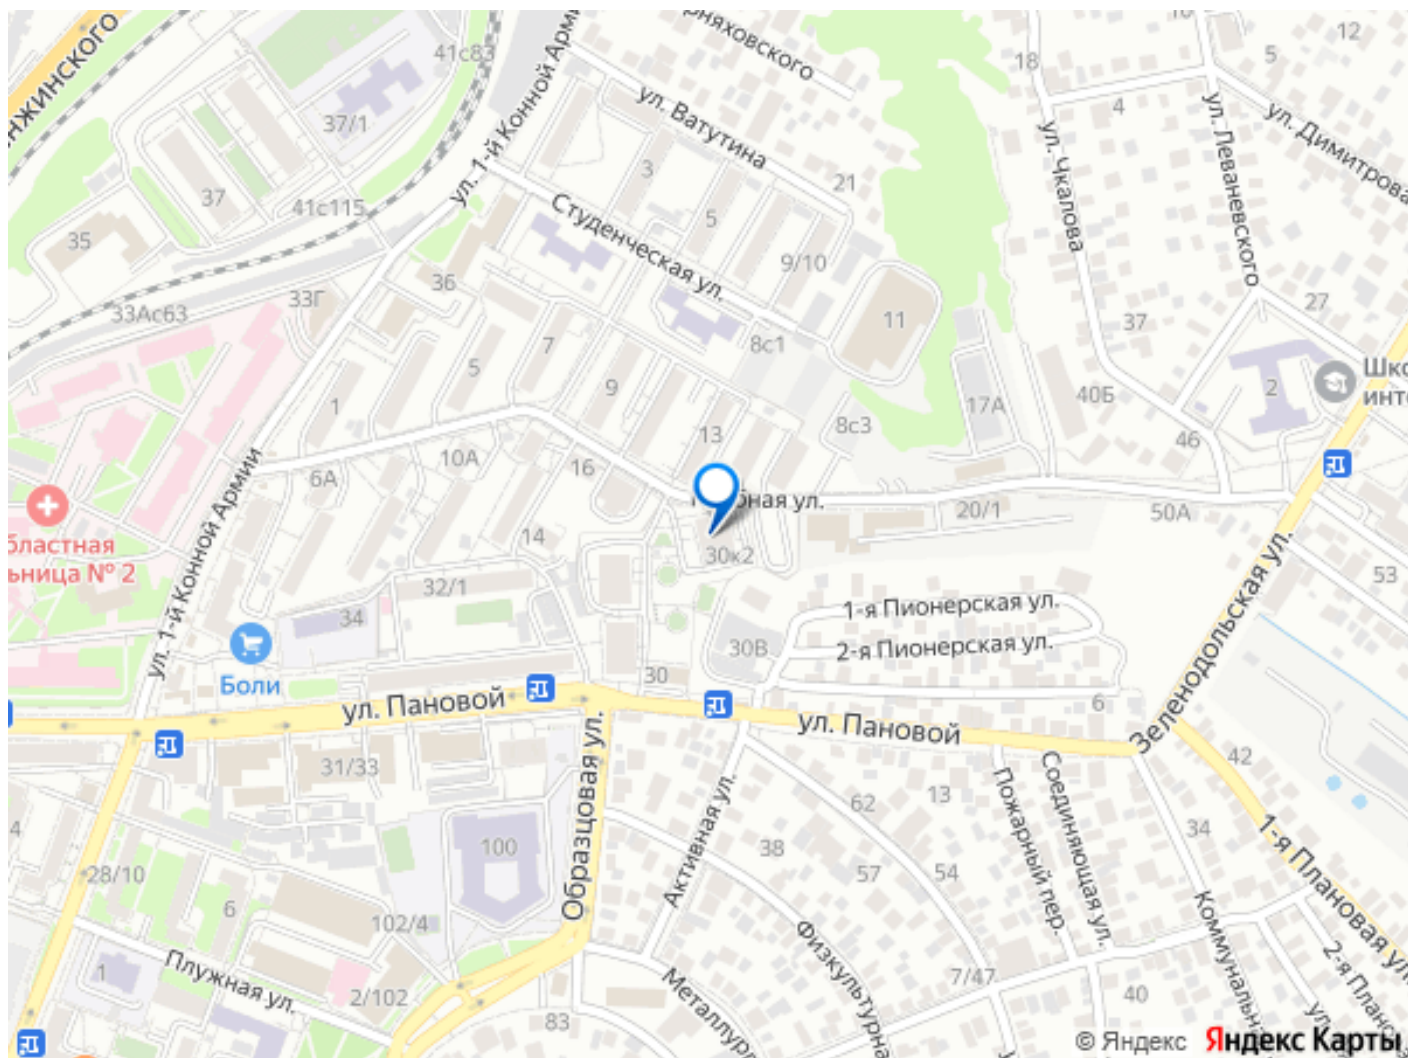 12
18
5
4
41с83
37/1
ул. 1-й Конной Армии
ул. Ватутина
ул. Леваневского
ул. Димитрова
ул. Чкалова
3
21
37
41с115
5
Студенческая ул.
35
9/10
36
33Г
33Ас63
27
11
37
7
8с1
5
9
2
40Б
17А
1
13
8с3
46
10А
16
6А
20/1
50А
14
30к2
53
бластная
ьница № 2
32/1
1-я Пионерская ул.
34
2-я Пионерская ул.
30В
30
Боли
ул. 1-й Конной Армии
Зеленодольская ул.
6
ул. Пановой
ул. Пановой
42
31/33
Образцовая ул.
Активная ул.
Пожарный пер.
Соединяющая ул.
1-я Плановая ул.
62
13
34
38
100
57
54
28/10
6
102/4
Физкультурная
7/47
1
Плужная ул.
2/102
40
83
© Яндекс Яндекс Карты